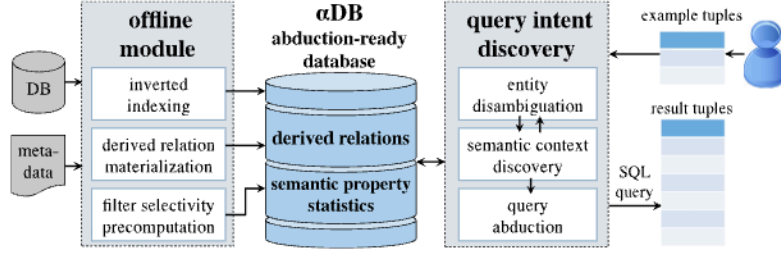 offline
module
DB
meta-
data
inverted
indexing
derived relation
materialization
filter selectivity
precomputation
αDB
abduction-ready
database
derived relations
semantic property
statistics
query intent
discovery
entity
disambiguation
semantic context
discovery
query
abduction
example tuples
result tuples
SQL
query